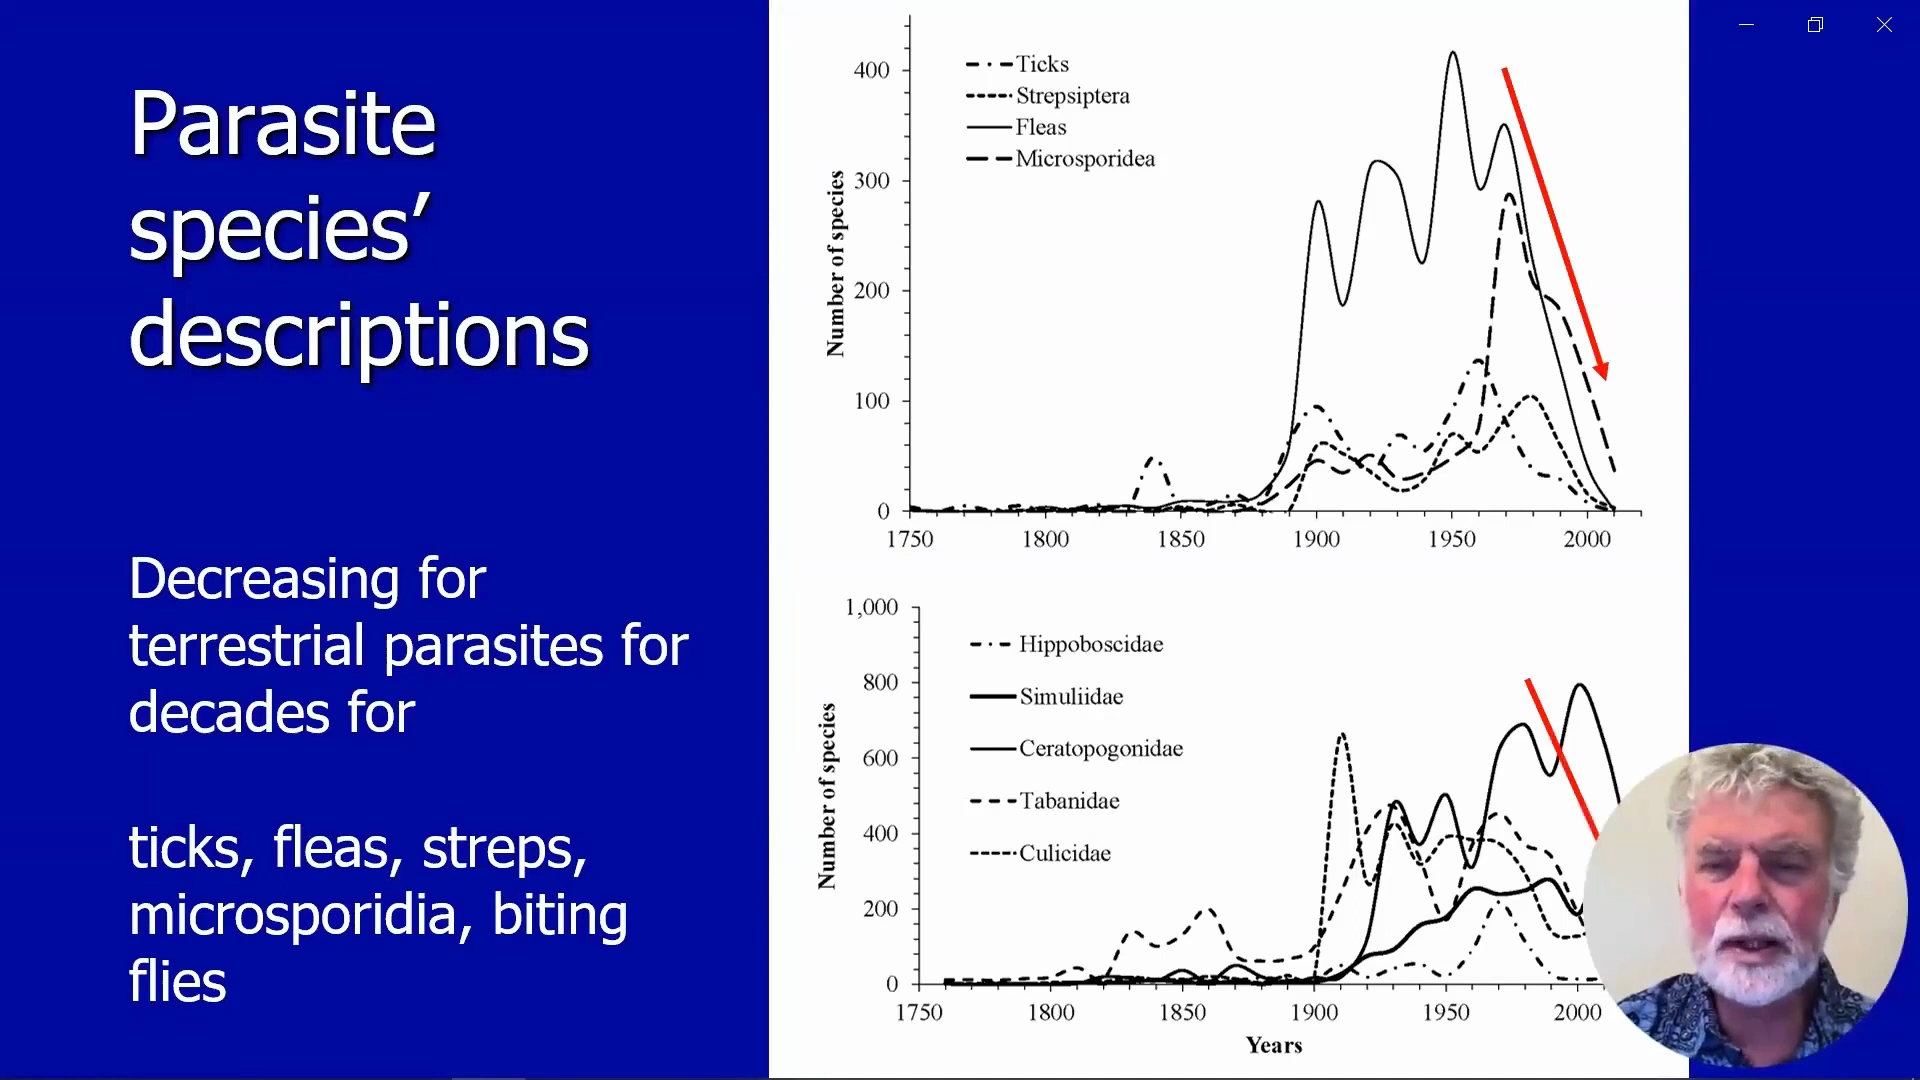 Parasite
species’
descriptions
Decreasing for
terrestrial parasites for
decades for
ticks, fleas, streps,
microsporidia, biting
flies
Number of species
400
300
200
100
0
Ticks
Strepsiptera
Fleas
Microsporidea
1750 1800 1850 1900 1950 2000
Number of species
1,000
800
600
400
200
0
Hippoboscidae
Simuliidae
Ceratopogonidae
Tabanidae
Culicidae
1750 1800 1850 1900 1950 2000
Years